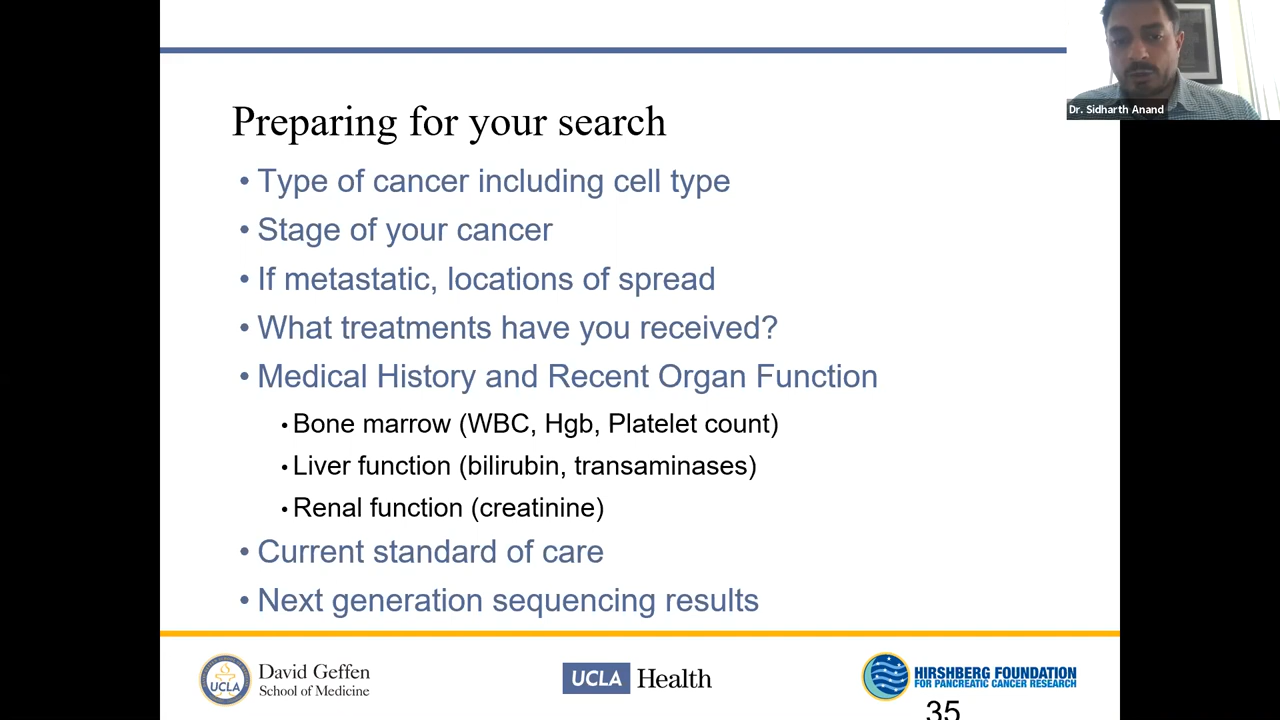 Dr. Sidharth Anand
Preparing for your search
• Type of cancer including cell type
• Stage of your cancer
• If metastatic, locations of spread
• What treatments have you received?
• Medical History and Recent Organ Function
• Bone marrow (WBC, Hgb, Platelet count)
• Liver function (bilirubin, transaminases)
• Renal function (creatinine)
• Current standard of care
• Next generation sequencing results
UCLA
David Geffen
School of Medicine
UCLA Health
HIRSHBERG FOUNDATION
FOR PANCREATIC CANCER RESEARCH
35